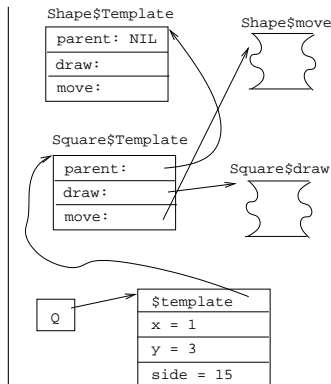 Shape$Template
parent: NIL
draw:
move:
Shape$move
Square$Template
parent:
draw:
move:
Square$draw
Q
$template
x = 1
y = 3
side = 15